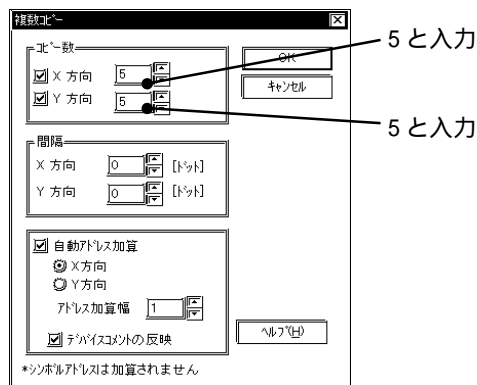 複数ｺﾋﾟｰ
ｺﾋﾟｰ数
X 方向 5
Y 方向 5
OK
ｷｬﾝｾﾙ
5と入力
5と入力
間隔
X 方向 0 [ﾄﾞｯﾄ]
Y 方向 0 [ﾄﾞｯﾄ]
自動ｱﾄﾞﾚｽ加算
X方向
Y方向
ｱﾄﾞﾚｽ加算幅 1
ﾃﾞﾊﾞｲｽｺﾒﾝﾄの反映
ﾍﾙﾌﾟ(H)
*ｼﾝﾎﾞﾙｱﾄﾞﾚｽは加算されません